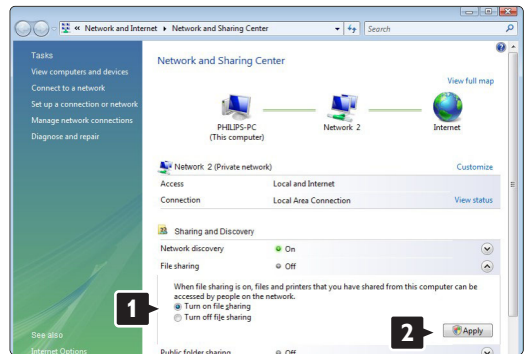 « Network and Internet ▸ Network and Sharing Center
Search
Tasks
View computers and devices
Connect to a network
Set up a connection or network
Manage network connections
Diagnose and repair
See also
Internet Options
Network and Sharing Center
View full map
PHILIPS-PC
(This computer)
Network 2
Internet
Network 2 (Private network)
Customize
Access
Local and Internet
Connection
Local Area Connection
View status
Sharing and Discovery
Network discovery
On
File sharing
Off
When file sharing is on, files and printers that you have shared from this computer can be
accessed by people on the network.
1
Turn on file sharing
Turn off file sharing
2
Apply
Public folder sharing
Off